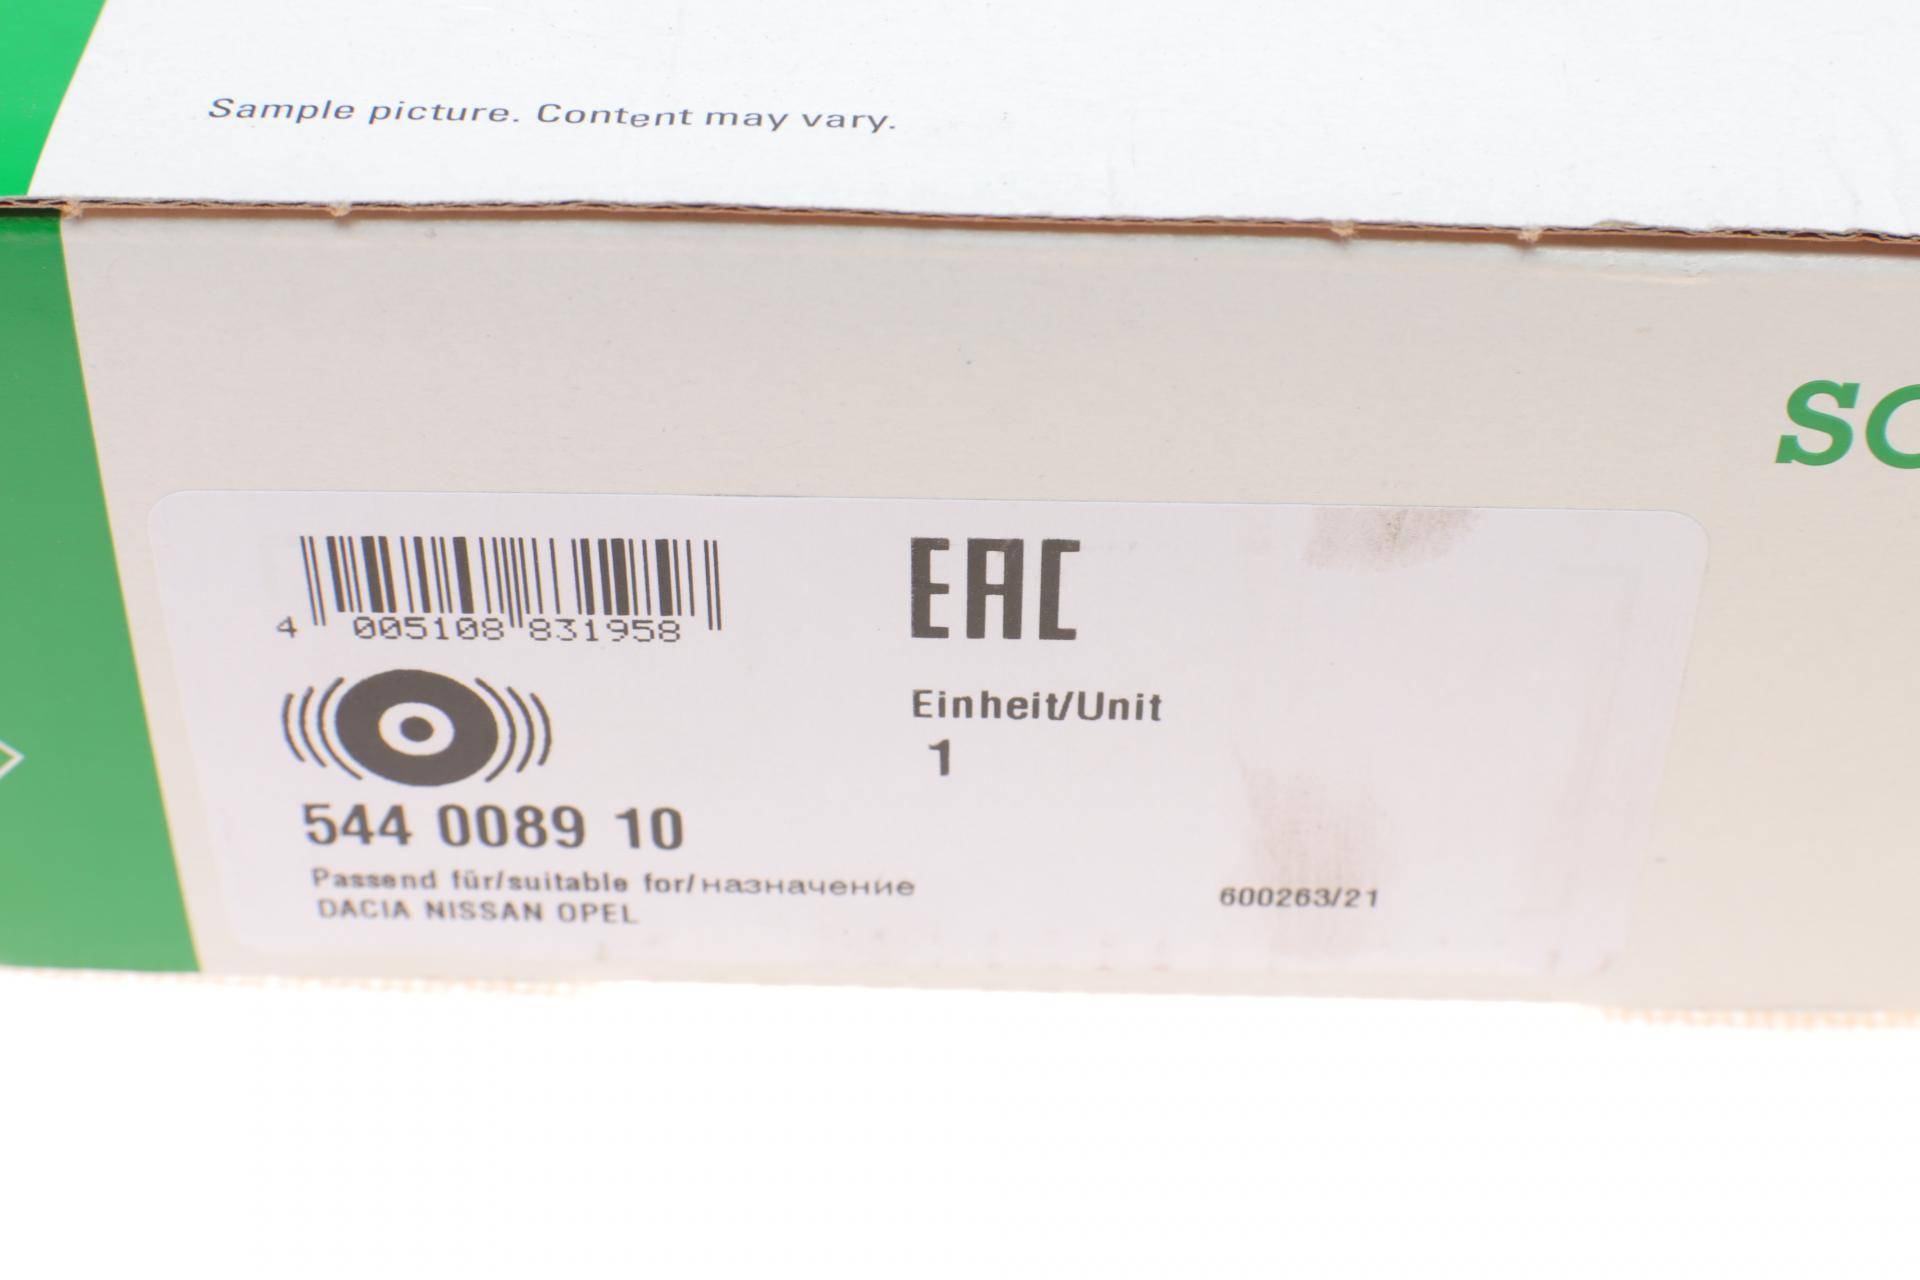 Sample picture. Content may vary.
SC
4 005108 831958
EAC
Einheit/Unit
1
544 0089 10
Passend für/suitable for/назначение
DACIA NISSAN OPEL
600263/21